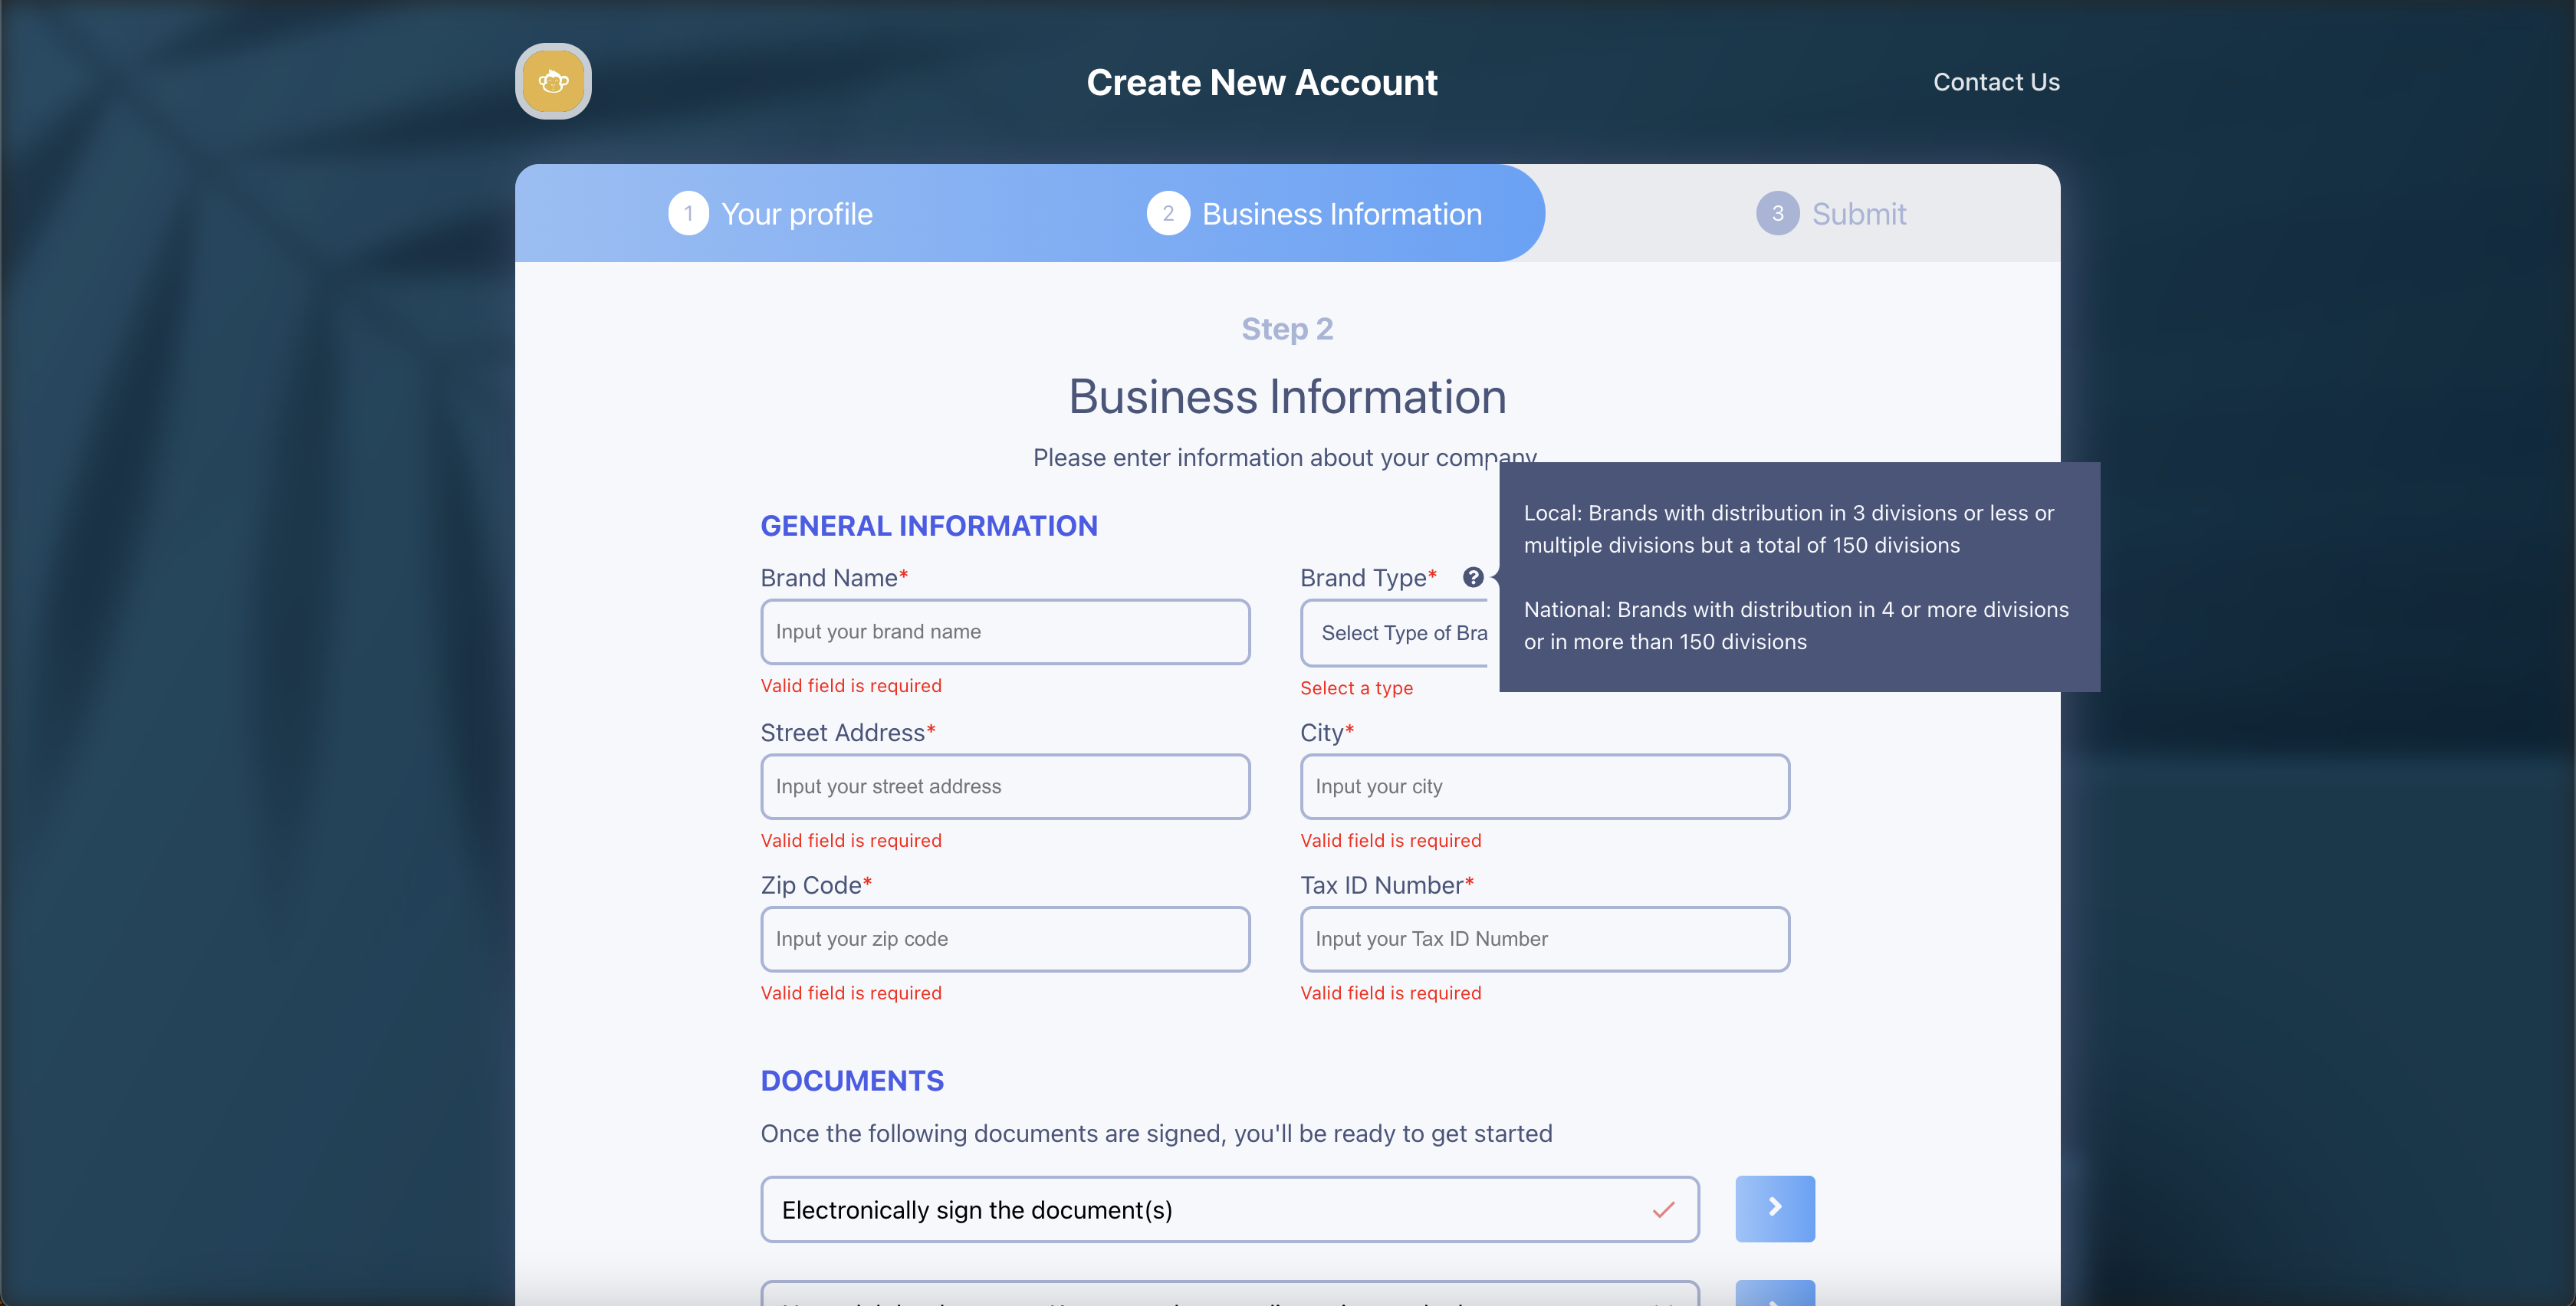 Create New Account
Contact Us
1 Your profile
2 Business Information
3 Submit
Step 2
Business Information
Please enter information about your company
GENERAL INFORMATION
Brand Name*
Input your brand name
Valid field is required
Brand Type* ?
Select Type of Bra
Select a type
Local: Brands with distribution in 3 divisions or less or
multiple divisions but a total of 150 divisions
National: Brands with distribution in 4 or more divisions
or in more than 150 divisions
Street Address*
Input your street address
Valid field is required
City*
Input your city
Valid field is required
Zip Code*
Input your zip code
Valid field is required
Tax ID Number*
Input your Tax ID Number
Valid field is required
DOCUMENTS
Once the following documents are signed, you'll be ready to get started
Electronically sign the document(s)